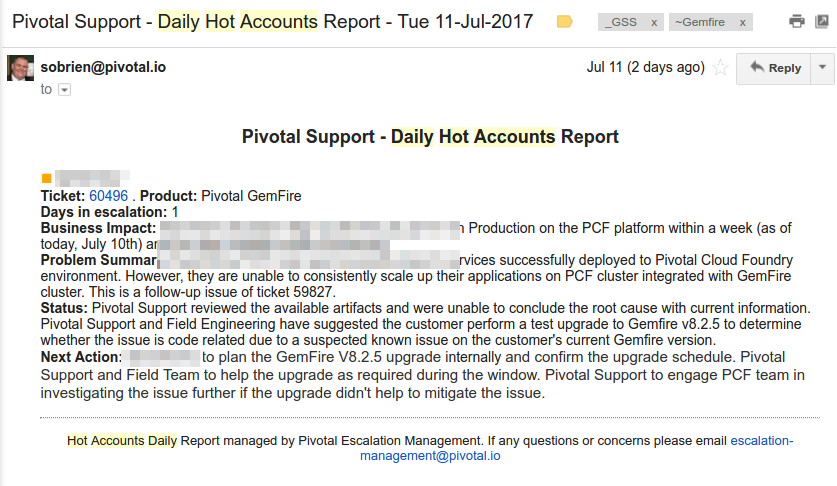 Pivotal Support - Daily Hot Accounts Report - Tue 11-Jul-2017
_GSS x
~Gemfire x
sobrien@pivotal.io
Jul 11 (2 days ago)
Reply
to
Pivotal Support - Daily Hot Accounts Report
Ticket: 60496 . Product: Pivotal GemFire
Days in escalation: 1
Business Impact: Production on the PCF platform within a week (as of
today, July 10th)
Problem successfully deployed to Pivotal Cloud Foundry
environment. However, they are unable to consistently scale up their applications on PCF cluster integrated with GemFire
cluster. This is a follow-up issue of ticket 59827.
Status: Pivotal Support reviewed the available artifacts and were unable to conclude the root cause with current information.
Pivotal Support and Field Engineering have suggested the customer perform a test upgrade to Gemfire v8.2.5 to determine
whether the issue is code related due to a suspected known issue on the customer's current Gemfire version.
Next Action: to plan the GemFire V8.2.5 upgrade internally and confirm the upgrade schedule. Pivotal
Support and Field Team to help the upgrade as required during the window. Pivotal Support to engage PCF team in
investigating the issue further if the upgrade didn't help to mitigate the issue.
Hot Accounts Daily Report managed by Pivotal Escalation Management. If any questions or concerns please email escalation-
management@pivotal.io